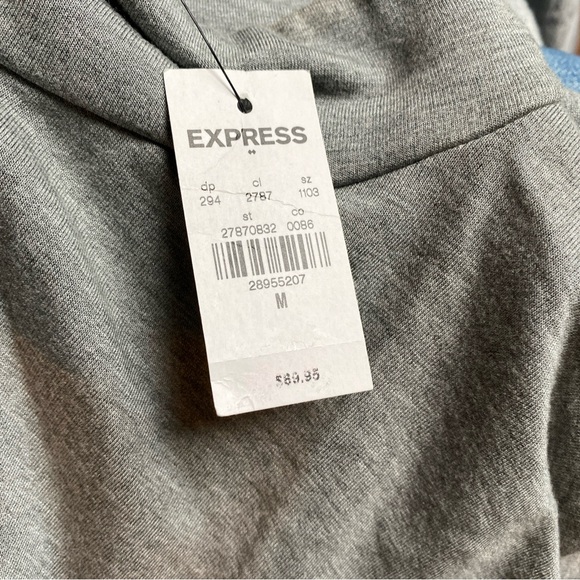 EXPRESS
dp cl sz
294 2787 1103
st co
27870832 0086
28955207
M
$69.95